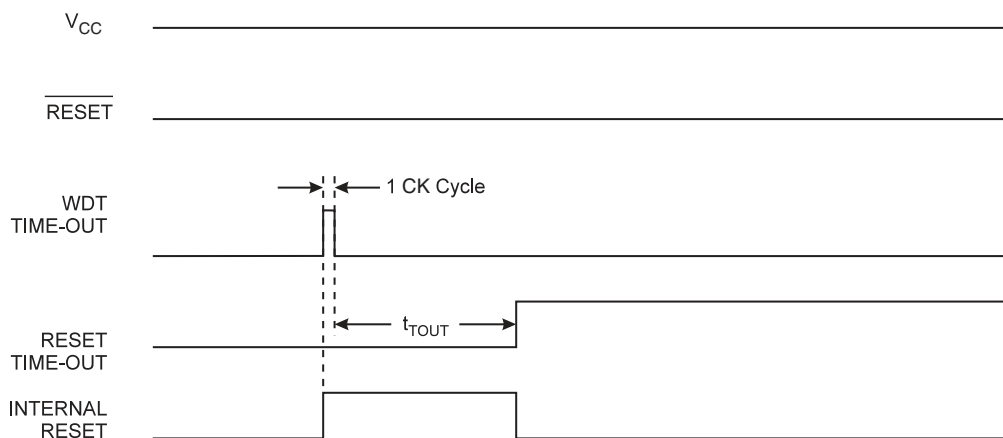 VCC
RESET
1 CK Cycle
WDT
TIME-OUT
tTOUT
RESET
TIME-OUT
INTERNAL
RESET